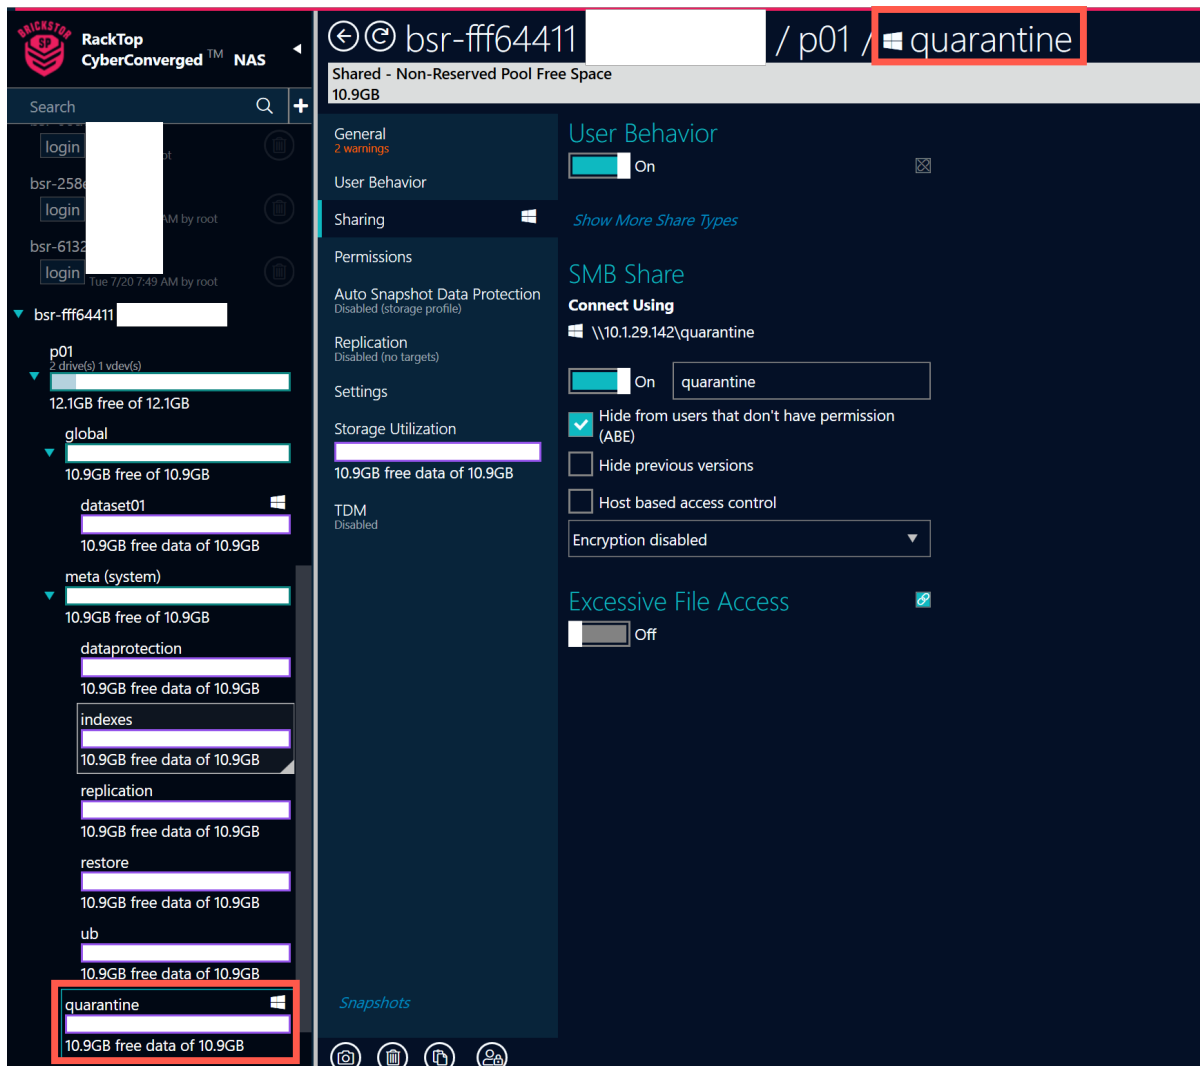 BRICKSTOR
SP
RackTop
CyberConverged TM NAS
Search
login
bsr-258
login
AM by root
bsr-6132
login
Tue 7/20 7:49 AM by root
bsr-fff64411
p01
2 drive(s) 1 vdev(s)
12.1GB free of 12.1GB
global
10.9GB free of 10.9GB
dataset01
10.9GB free data of 10.9GB
meta (system)
10.9GB free of 10.9GB
dataprotection
10.9GB free data of 10.9GB
indexes
10.9GB free data of 10.9GB
replication
10.9GB free data of 10.9GB
restore
10.9GB free data of 10.9GB
ub
10.9GB free data of 10.9GB
quarantine
10.9GB free data of 10.9GB
bsr-fff64411 / p01 / quarantine
Shared - Non-Reserved Pool Free Space
10.9GB
General
2 warnings
User Behavior
Sharing
Permissions
Auto Snapshot Data Protection
Disabled (storage profile)
Replication
Disabled (no targets)
Settings
Storage Utilization
10.9GB free data of 10.9GB
TDM
Disabled
Snapshots
User Behavior
On
Show More Share Types
SMB Share
Connect Using
\\10.1.29.142\quarantine
On quarantine
Hide from users that don't have permission
(ABE)
Hide previous versions
Host based access control
Encryption disabled
Excessive File Access
Off